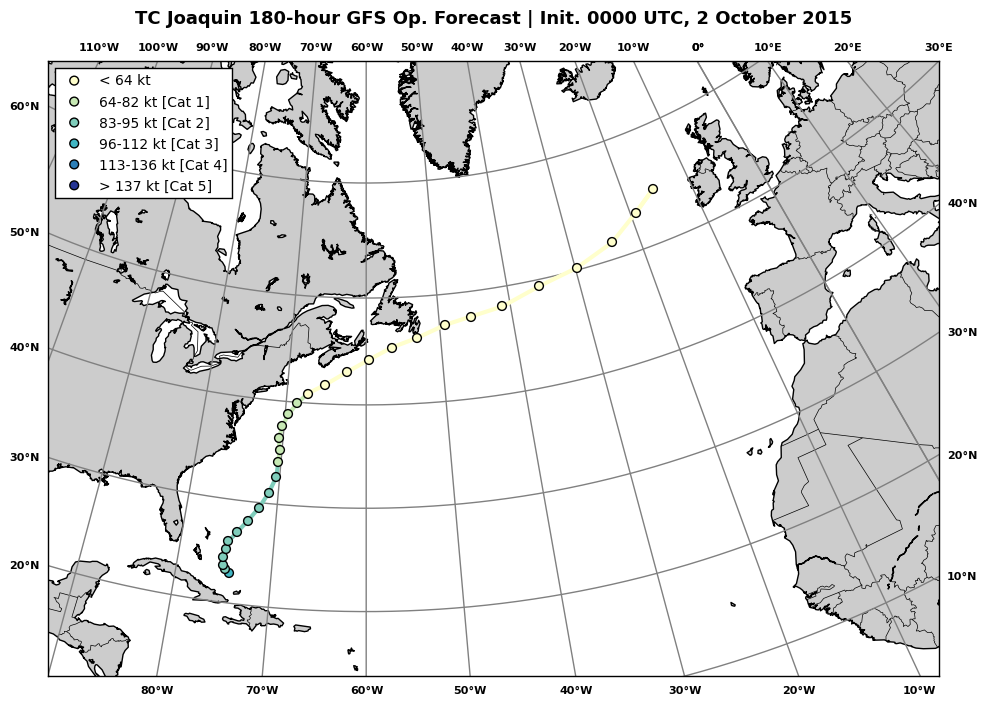 TC Joaquin 180-hour GFS Op. Forecast | Init. 0000 UTC, 2 October 2015
110°W 100°W 90°W 80°W 70°W 60°W 50°W 40°W 30°W 20°W 10°W 0° 10°E 20°E 30°E
< 64 kt
64-82 kt [Cat 1]
83-95 kt [Cat 2]
96-112 kt [Cat 3]
113-136 kt [Cat 4]
> 137 kt [Cat 5]
60°N
50°N
40°N
30°N
20°N
40°N
30°N
20°N
10°N
80°W 70°W 60°W 50°W 40°W 30°W 20°W 10°W